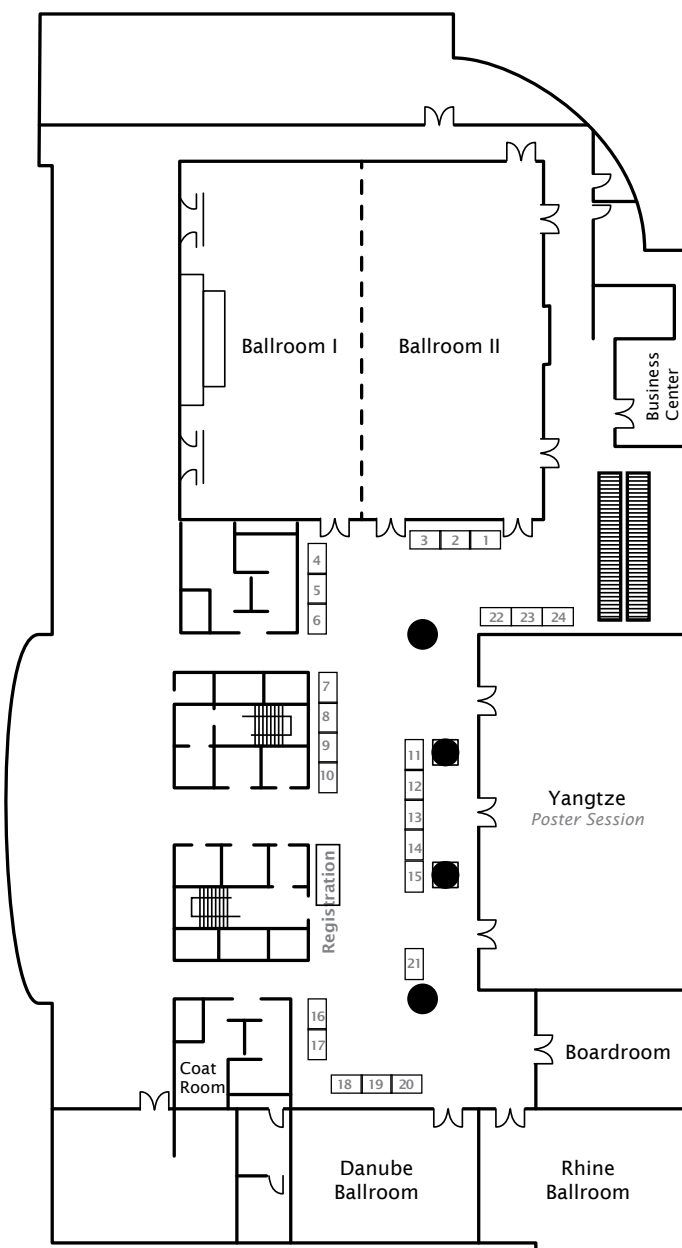 Ballroom I
Ballroom II
Business
Center
3
2
1
4
5
6
22
23
24
7
8
9
10
11
12
13
14
15
Yangtze
Poster Session
Registration
21
16
17
Boardroom
Coat
Room
18
19
20
Danube
Ballroom
Rhine
Ballroom